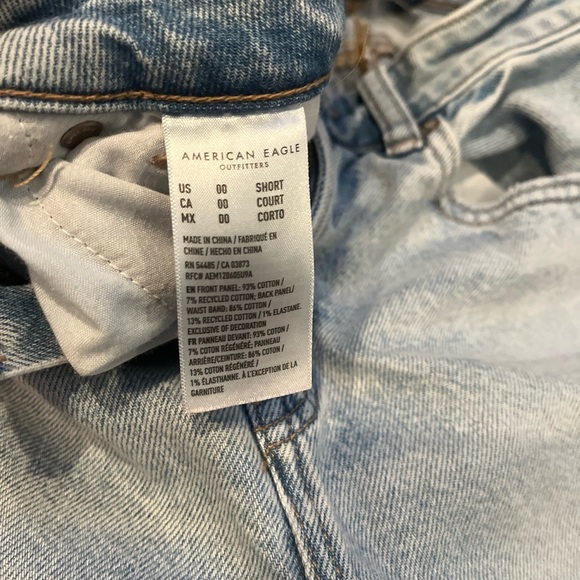 AMERICAN EAGLE
OUTFITTERS
US 00 SHORT
CA 00 COURT
MX 00 CORTO
MADE IN CHINA / FABRIQUÉ EN
CHINE / HECHO EN CHINA
RN 54485 / CA 03873
RFC# AEM120605U9A
EN FRONT PANEL: 93% COTTON /
7% RECYCLED COTTON; BACK PANEL/
WAIST BAND: 86% COTTON /
13% RECYCLED COTTON / 1% ELASTANE.
EXCLUSIVE OF DECORATION
FR PANNEAU DEVANT: 93% COTON /
7% COTON RÉGÉNÉRÉ; PANNEAU
ARRIÈRE/CEINTURE: 86% COTON /
13% COTON RÉGÉNÉRÉ /
1% ÉLASTHANNE. À L'EXCEPTION DE LA
GARNITURE